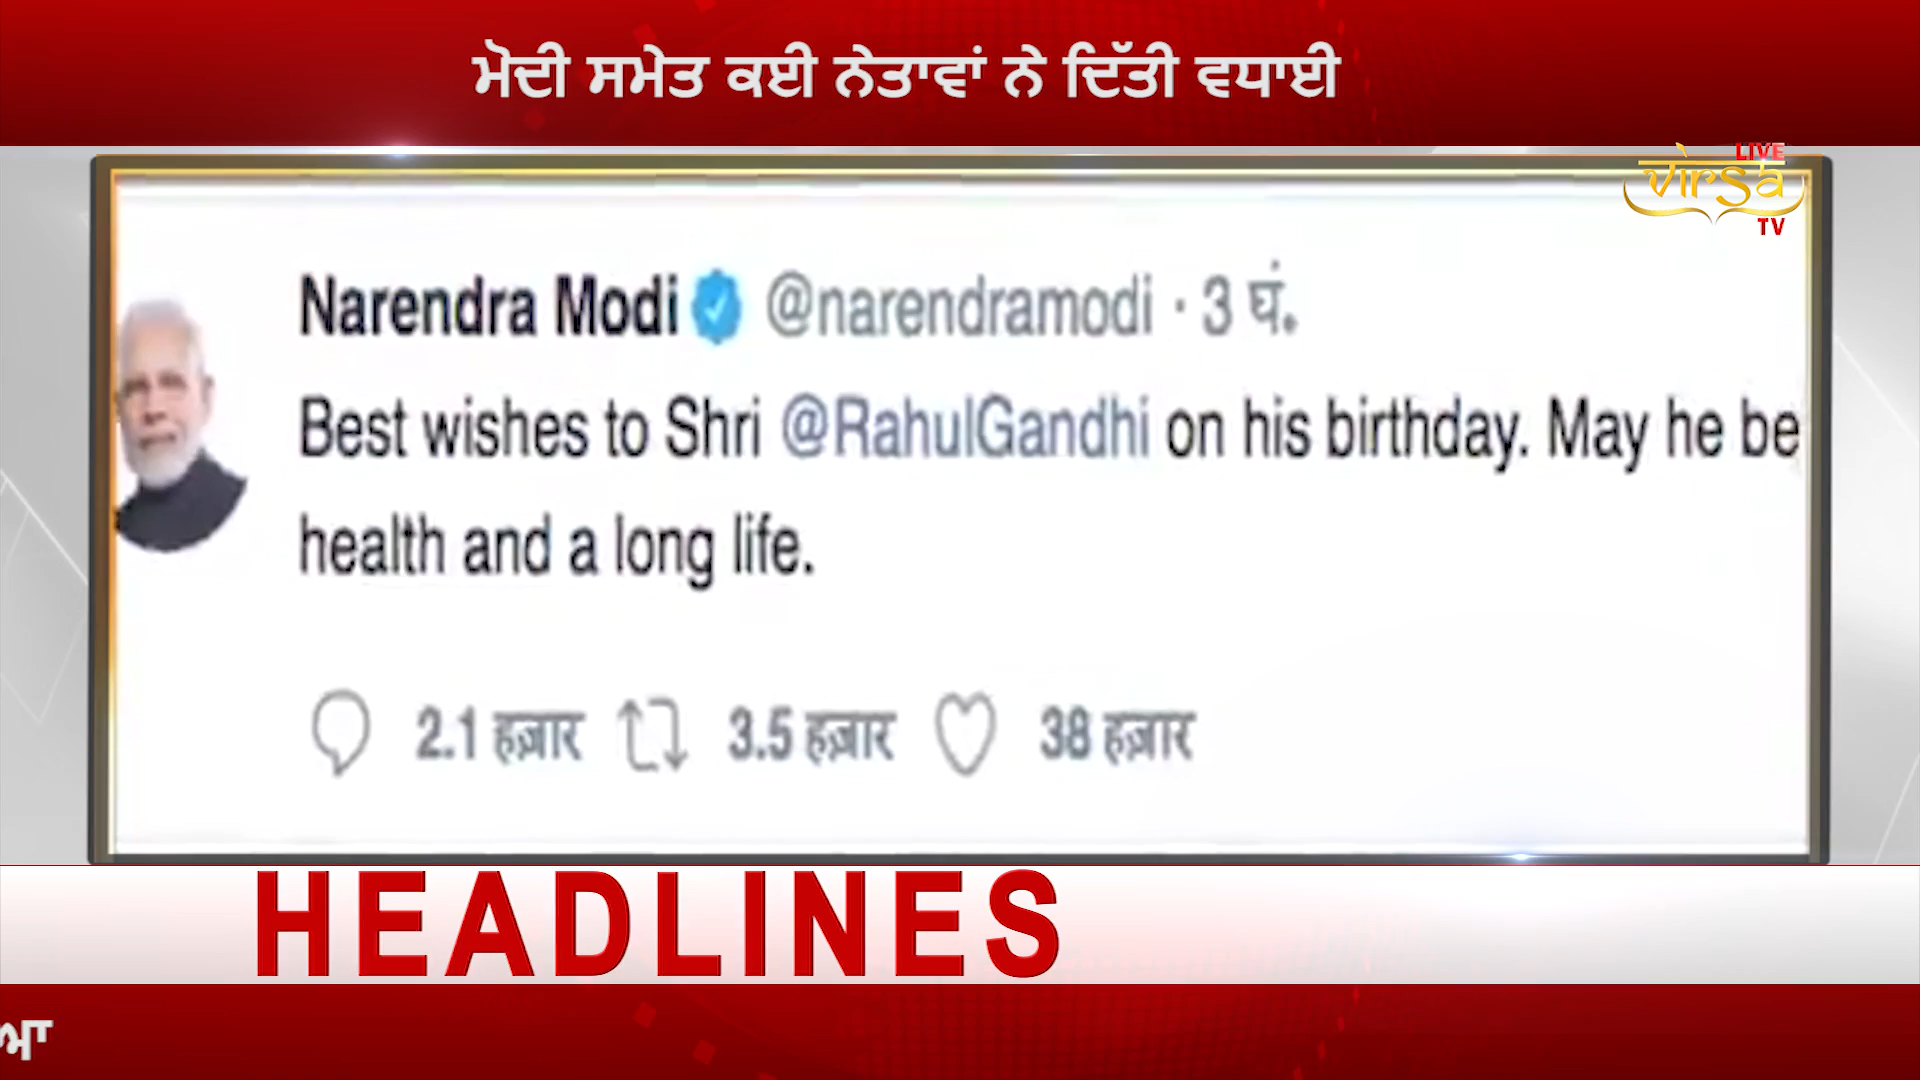 ਮੋਦੀ ਸਮੇਤ ਕਈ ਨੇਤਾਵਾਂ ਨੇ ਦਿੱਤੀ ਵਧਾਈ
LIVE
virsa
TV
Narendra Modi @narendramodi · 3 घं.
Best wishes to Shri @RahulGandhi on his birthday. May he be
health and a long life.
2.1 हज़ार 3.5 हज़ार 38 हज़ार
HEADLINES